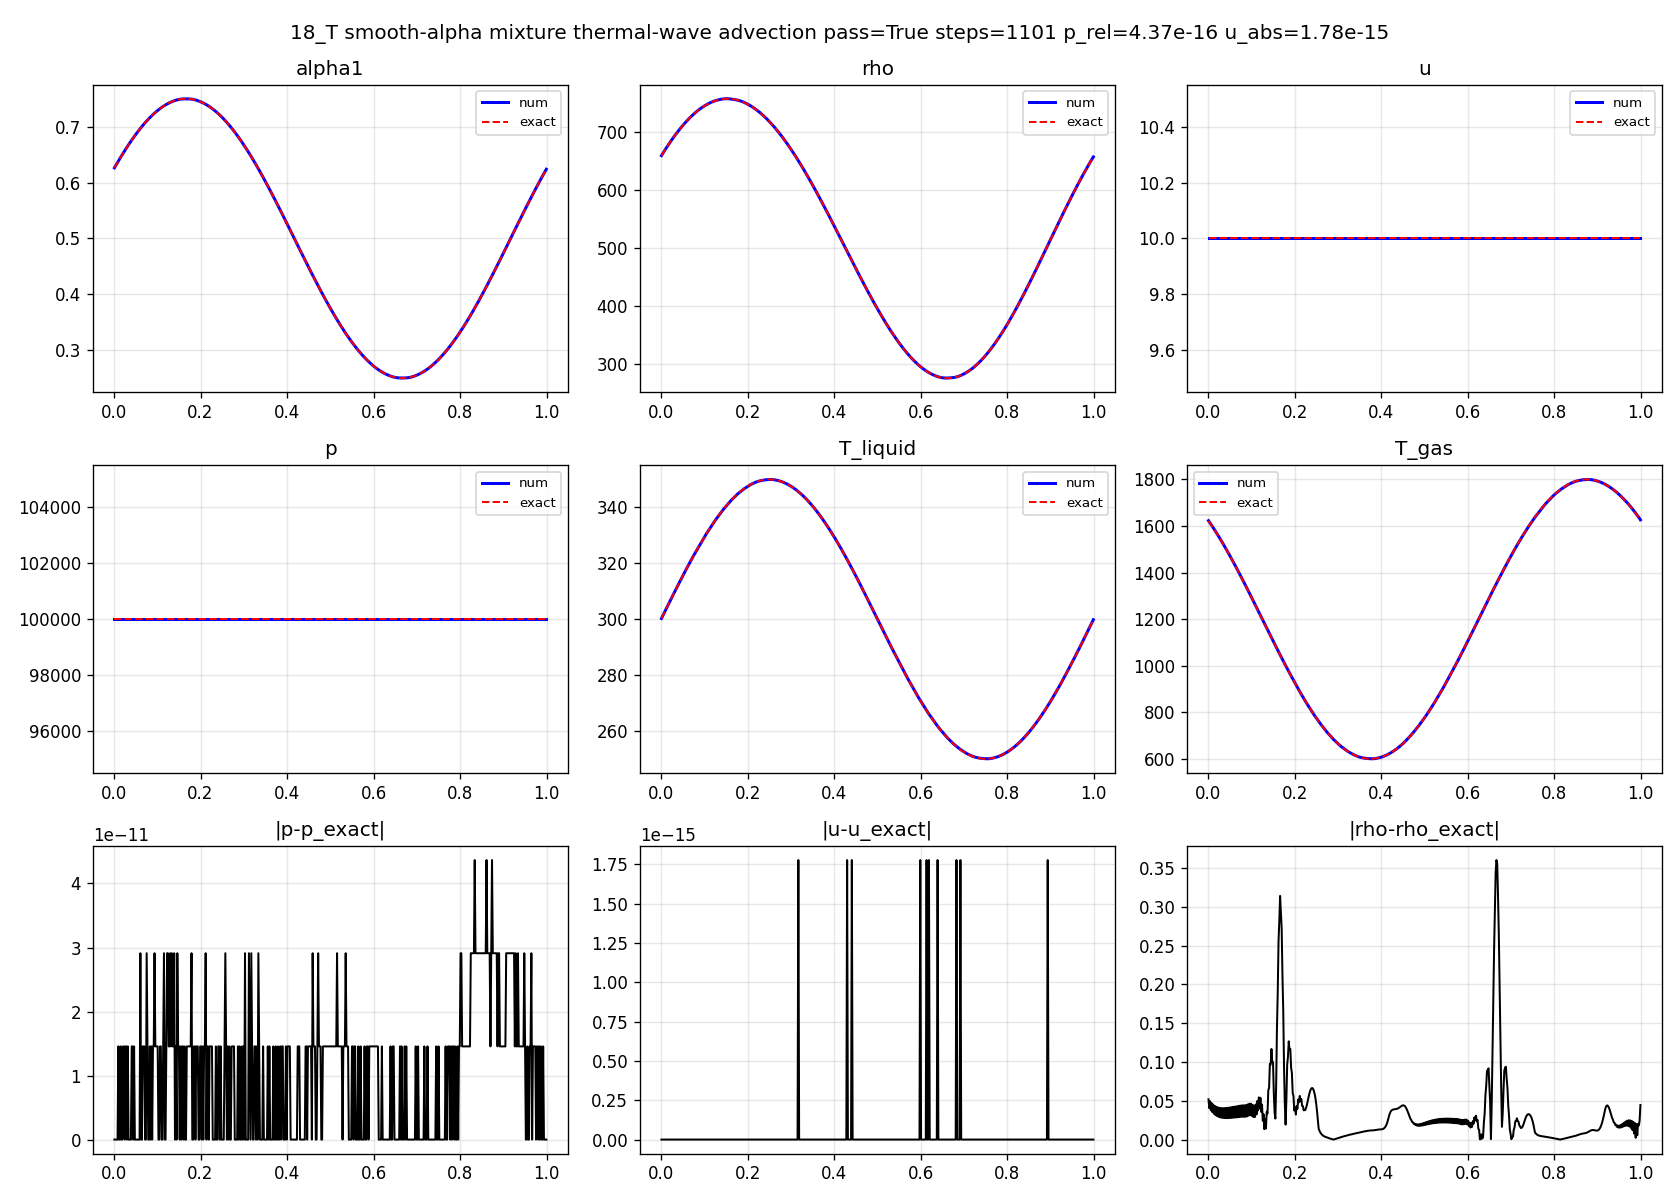 18_T smooth-alpha mixture thermal-wave advection pass=True steps=1101 p_rel=4.37e-16 u_abs=1.78e-15
alpha1
rho
u
num
exact
0.7
0.6
0.5
0.4
0.3
0.0 0.2 0.4 0.6 0.8 1.0
num
exact
700
600
500
400
300
0.0 0.2 0.4 0.6 0.8 1.0
num
exact
10.4
10.2
10.0
9.8
9.6
0.0 0.2 0.4 0.6 0.8 1.0
p
T_liquid
T_gas
num
exact
104000
102000
100000
98000
96000
0.0 0.2 0.4 0.6 0.8 1.0
num
exact
340
320
300
280
260
0.0 0.2 0.4 0.6 0.8 1.0
num
exact
1800
1600
1400
1200
1000
800
600
0.0 0.2 0.4 0.6 0.8 1.0
|p-p_exact|
|u-u_exact|
|rho-rho_exact|
1e−11
4
3
2
1
0
0.0 0.2 0.4 0.6 0.8 1.0
1e−15
1.75
1.50
1.25
1.00
0.75
0.50
0.25
0.00
0.0 0.2 0.4 0.6 0.8 1.0
0.35
0.30
0.25
0.20
0.15
0.10
0.05
0.00
0.0 0.2 0.4 0.6 0.8 1.0